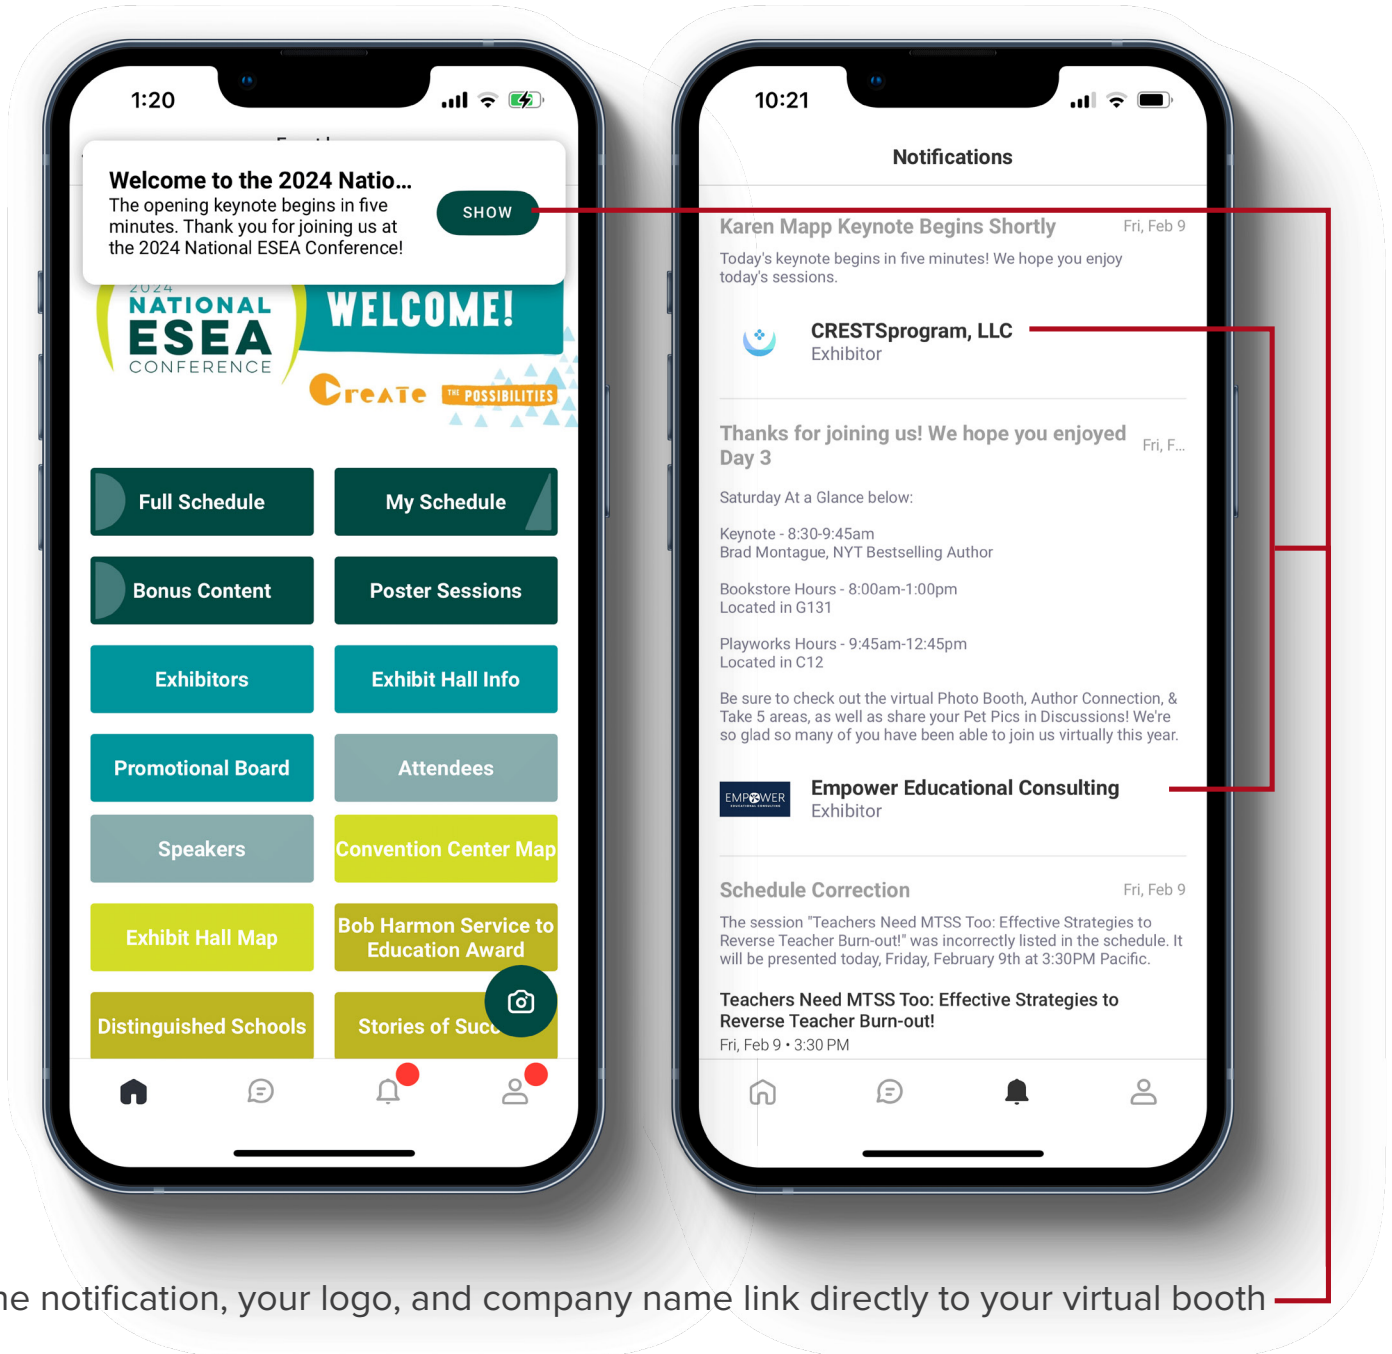 1:20
Welcome to the 2024 Natio...
The opening keynote begins in five
minutes. Thank you for joining us at
the 2024 National ESEA Conference!
SHOW
2024
NATIONAL
ESEA
CONFERENCE
WELCOME!
CREATE THE POSSIBILITIES
Full Schedule
My Schedule
Bonus Content
Poster Sessions
Exhibitors
Exhibit Hall Info
Promotional Board
Attendees
Speakers
Convention Center Map
Exhibit Hall Map
Bob Harmon Service to
Education Award
Distinguished Schools
Stories of Succ
10:21
Notifications
Karen Mapp Keynote Begins Shortly
Fri, Feb 9
Today's keynote begins in five minutes! We hope you enjoy
today's sessions.
CRESTSprogram, LLC
Exhibitor
Thanks for joining us! We hope you enjoyed
Day 3
Fri, F...
Saturday At a Glance below:
Keynote - 8:30-9:45am
Brad Montague, NYT Bestselling Author
Bookstore Hours - 8:00am-1:00pm
Located in G131
Playworks Hours - 9:45am-12:45pm
Located in C12
Be sure to check out the virtual Photo Booth, Author Connection, &
Take 5 areas, as well as share your Pet Pics in Discussions! We're
so glad so many of you have been able to join us virtually this year.
EMPOWER
EDUCATIONAL CONSULTING
Empower Educational Consulting
Exhibitor
Schedule Correction
Fri, Feb 9
The session "Teachers Need MTSS Too: Effective Strategies to
Reverse Teacher Burn-out!" was incorrectly listed in the schedule. It
will be presented today, Friday, February 9th at 3:30PM Pacific.
Teachers Need MTSS Too: Effective Strategies to
Reverse Teacher Burn-out!
Fri, Feb 9 • 3:30 PM
he notification, your logo, and company name link directly to your virtual booth